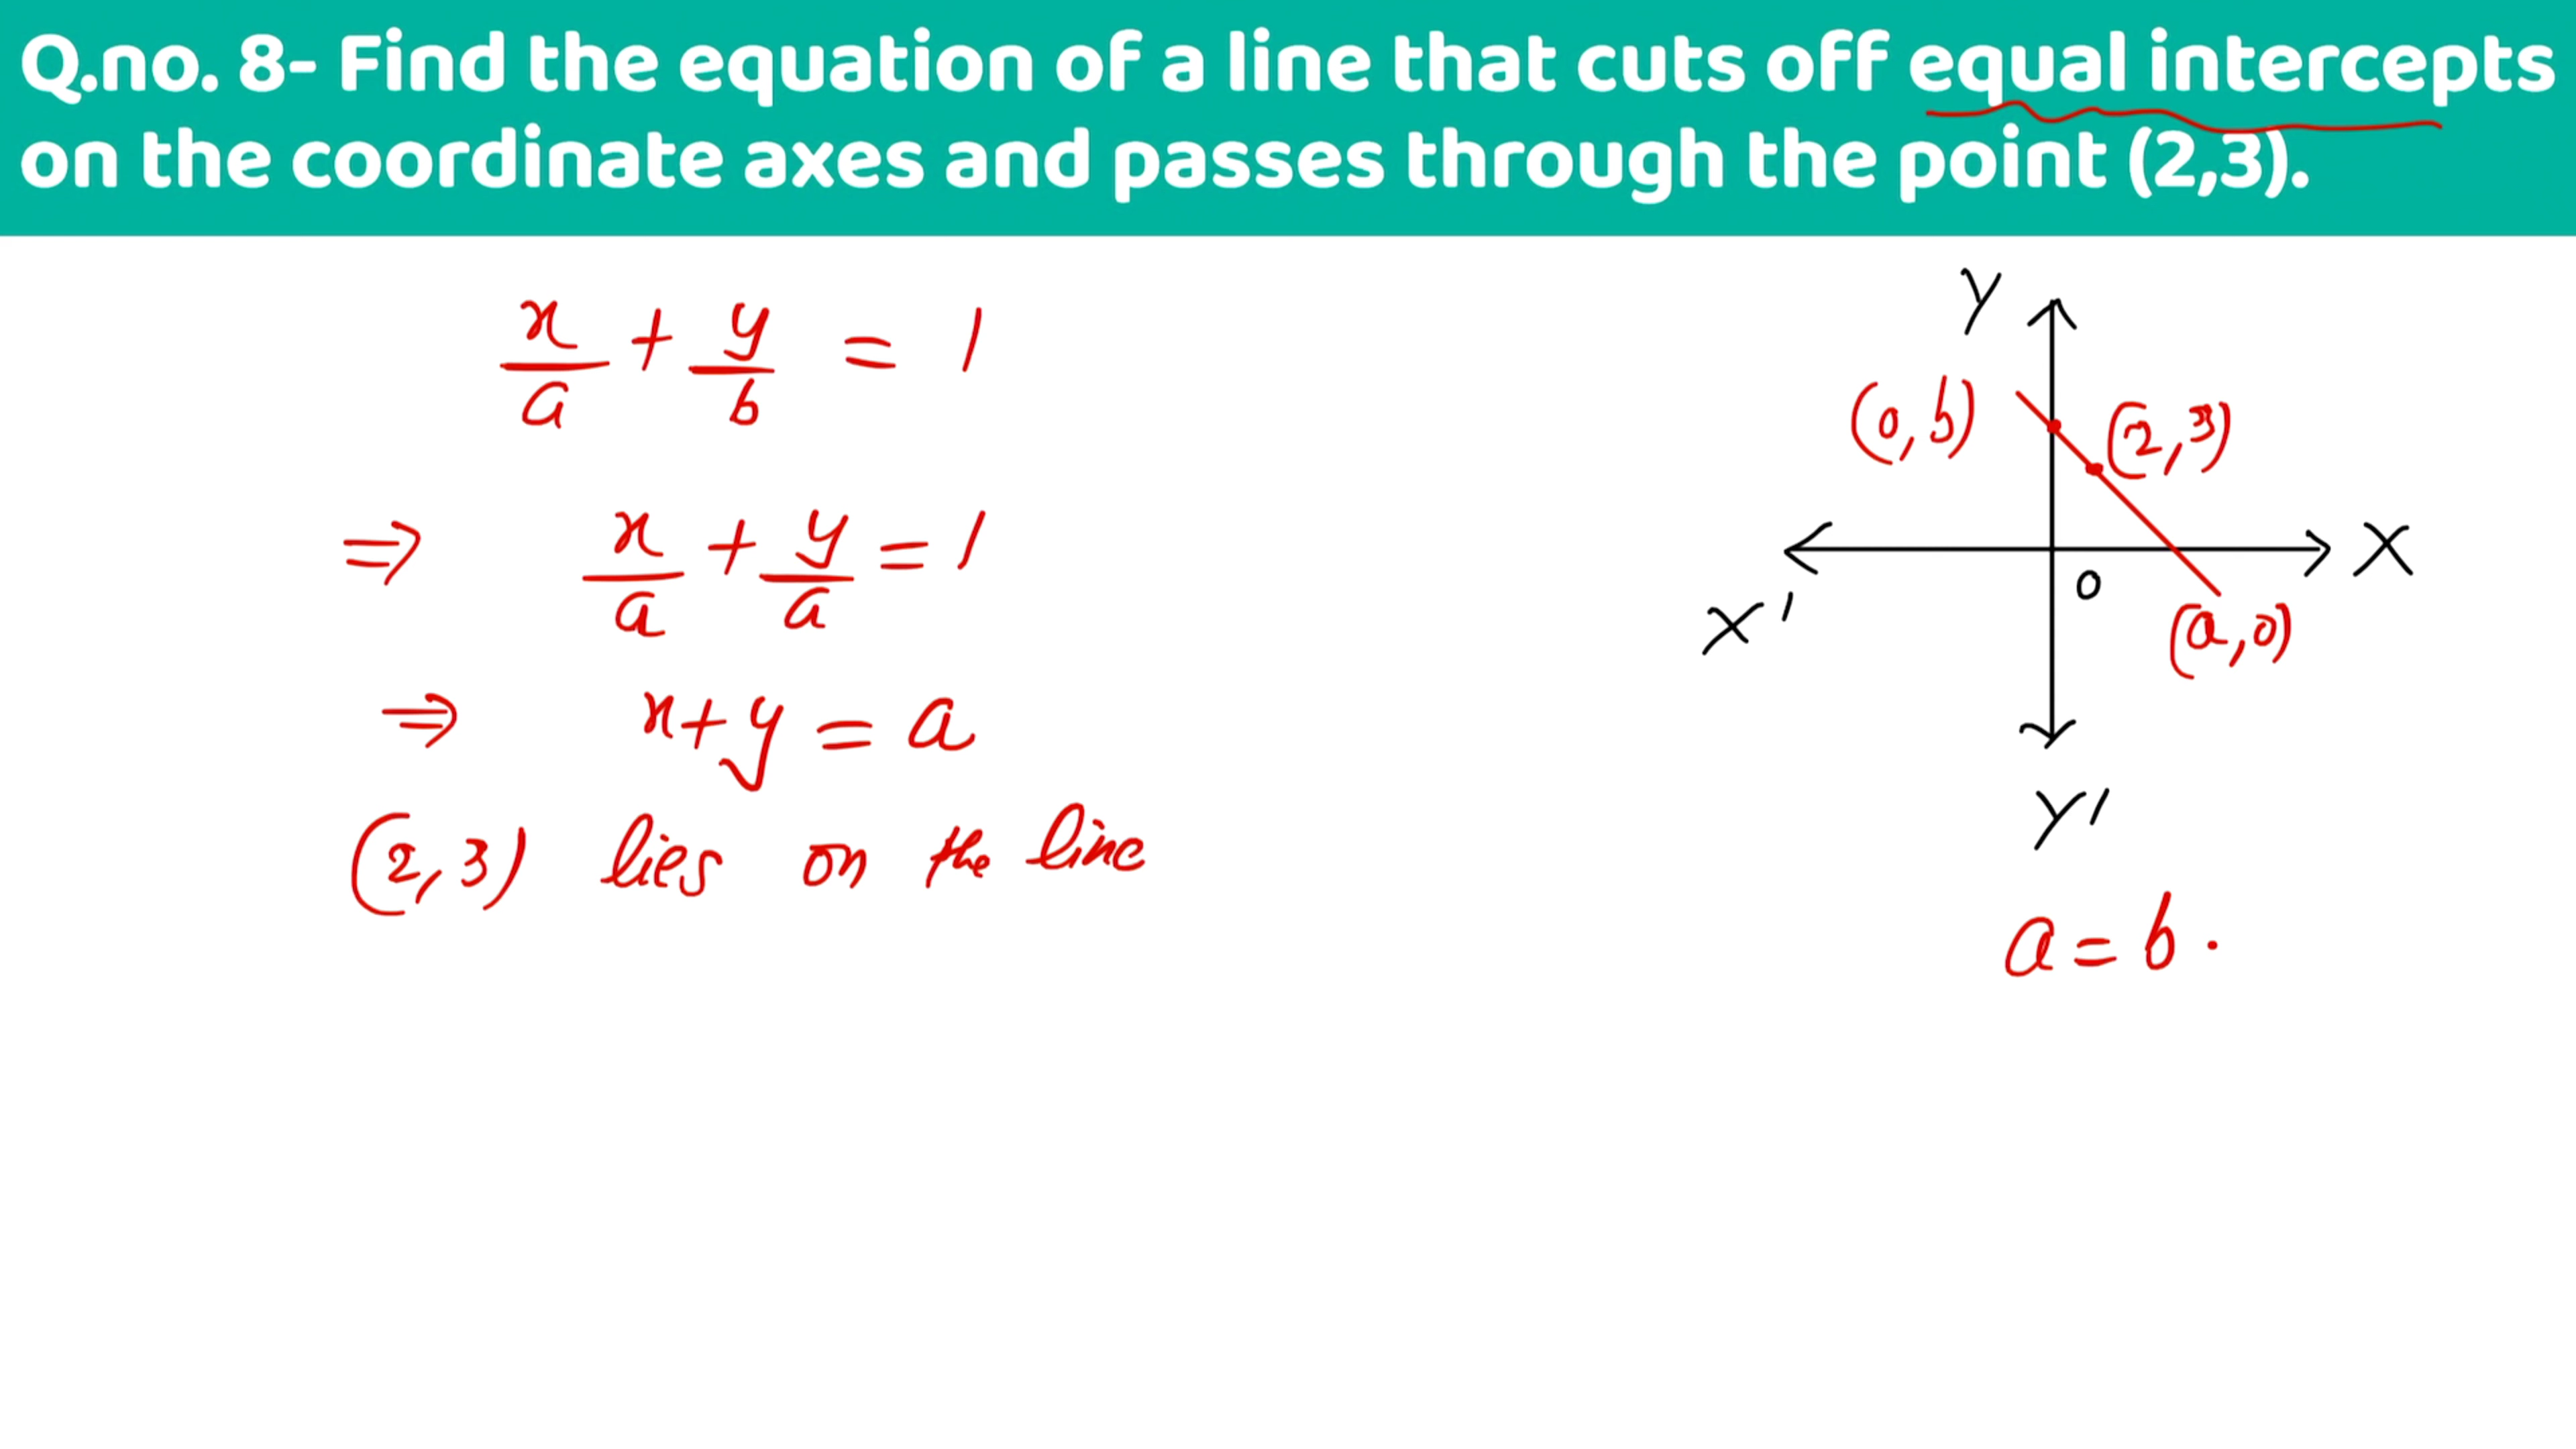 Q.no. 8- Find the equation of a line that cuts off equal intercepts
on the coordinate axes and passes through the point (2,3).
x/a + y/b = 1
⇒ x/a + y/a = 1
⇒ x+y = a
(2,3) lies on the line
Y
(0,b)
(2,3)
X
O
X'
(a,0)
Y'
a = b.